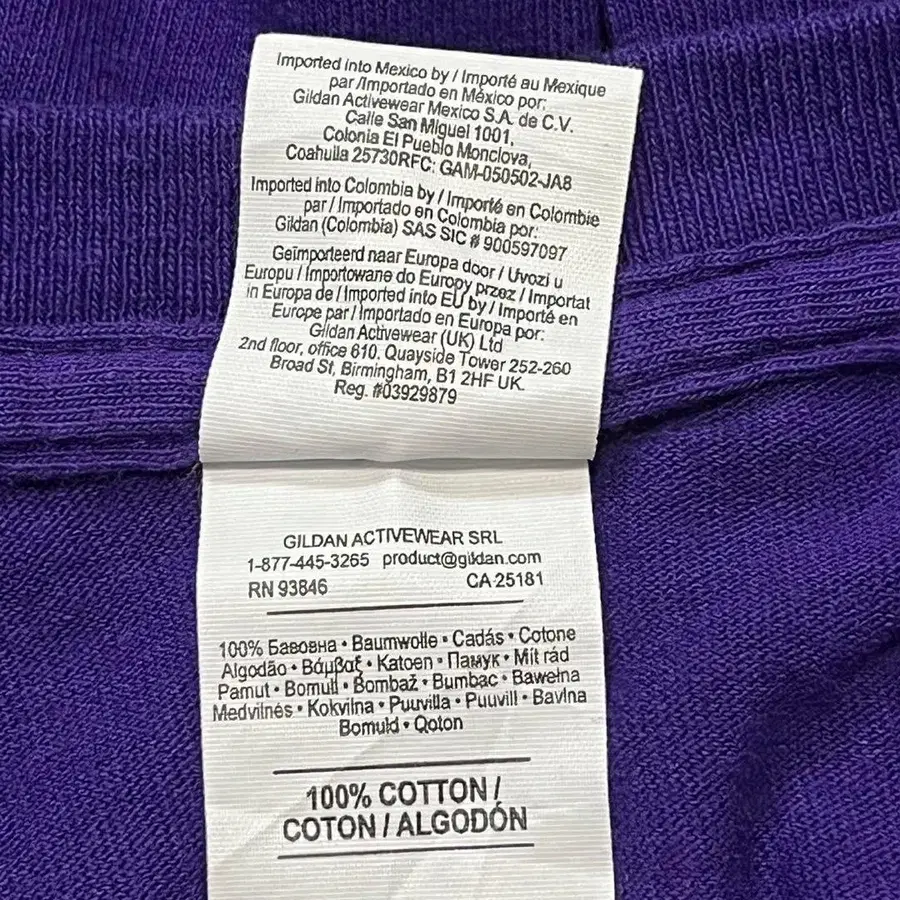 Imported into Mexico by / Importé au Mexique
par /Importado en México por:
Gildan Activewear Mexico S.A. de C.V.
Calle San Miguel 1001,
Colonia El Pueblo Monclova,
Coahuila 25730RFC: GAM-050502-JA8
Imported into Colombia by / Importé en Colombie
par / Importado en Colombia por:
Gildan (Colombia) SAS SIC # 900597097
Geïmporteerd naar Europa door / Uvozi u
Europu / Importowane do Europy przez / Importat
in Europa de / Imported into EU by / Importé en
Europe par / Importado en Europa por:
Gildan Activewear (UK) Ltd
2nd floor, office 610, Quayside Tower 252-260
Broad St, Birmingham, B1 2HF UK.
Reg. #03929879
GILDAN ACTIVEWEAR SRL
1-877-445-3265 product@gildan.com
RN 93846 CA 25181
100% Бавовна • Baumwolle • Cadás • Cotone
Algodão • Βάμβαξ • Katoen • Памук • Mit rád
Pamut • Bomull • Bombaž • Bumbac • Bawełna
Medvilnés • Kokvilna • Puuvilla • Puuvill • Bavlna
Bomuld • Qoton
100% COTTON /
COTON / ALGODÓN